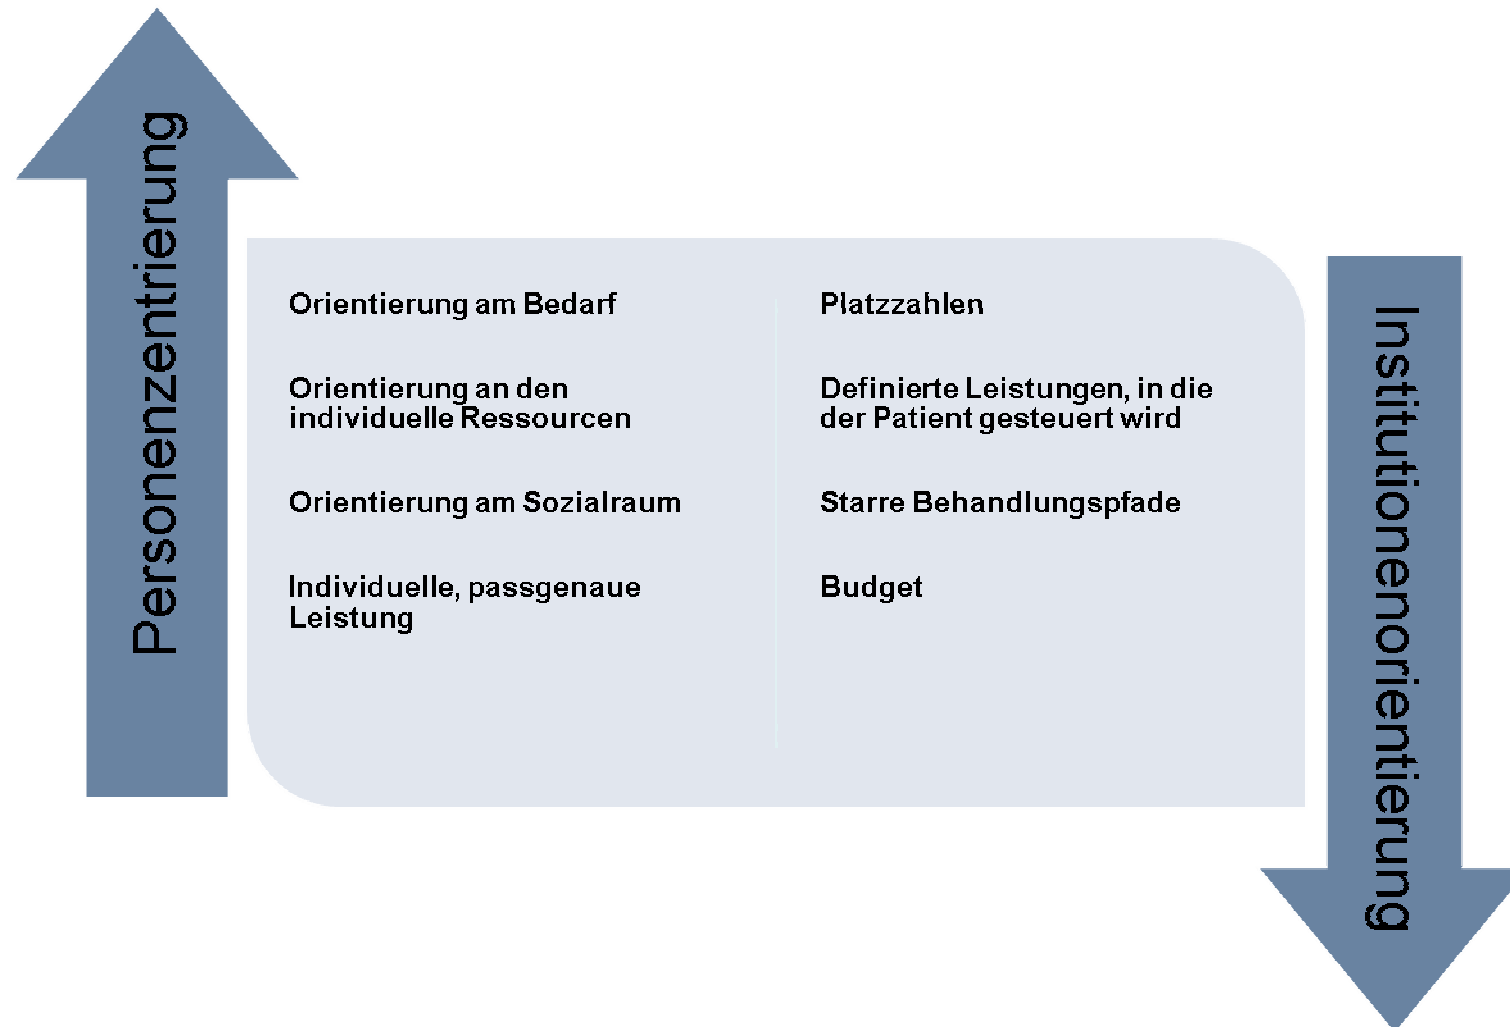 Personenzentrierung
Orientierung am Bedarf
Orientierung an den
individuelle Ressourcen
Orientierung am Sozialraum
Individuelle, passgenaue
Leistung
Platzzahlen
Definierte Leistungen, in die
der Patient gesteuert wird
Starre Behandlungspfade
Budget
Institutionenorientierung